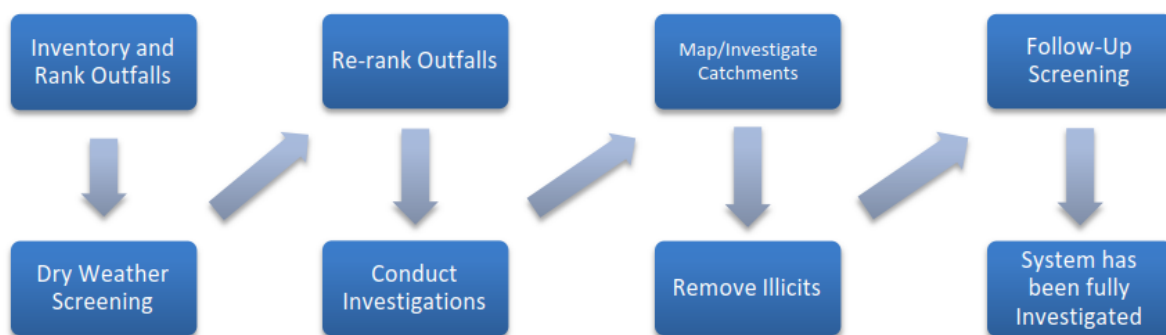 Inventory and
Rank Outfalls
Dry Weather
Screening
Re-rank Outfalls
Conduct
Investigations
Map/Investigate
Catchments
Remove Illicits
Follow-Up
Screening
System has
been fully
Investigated